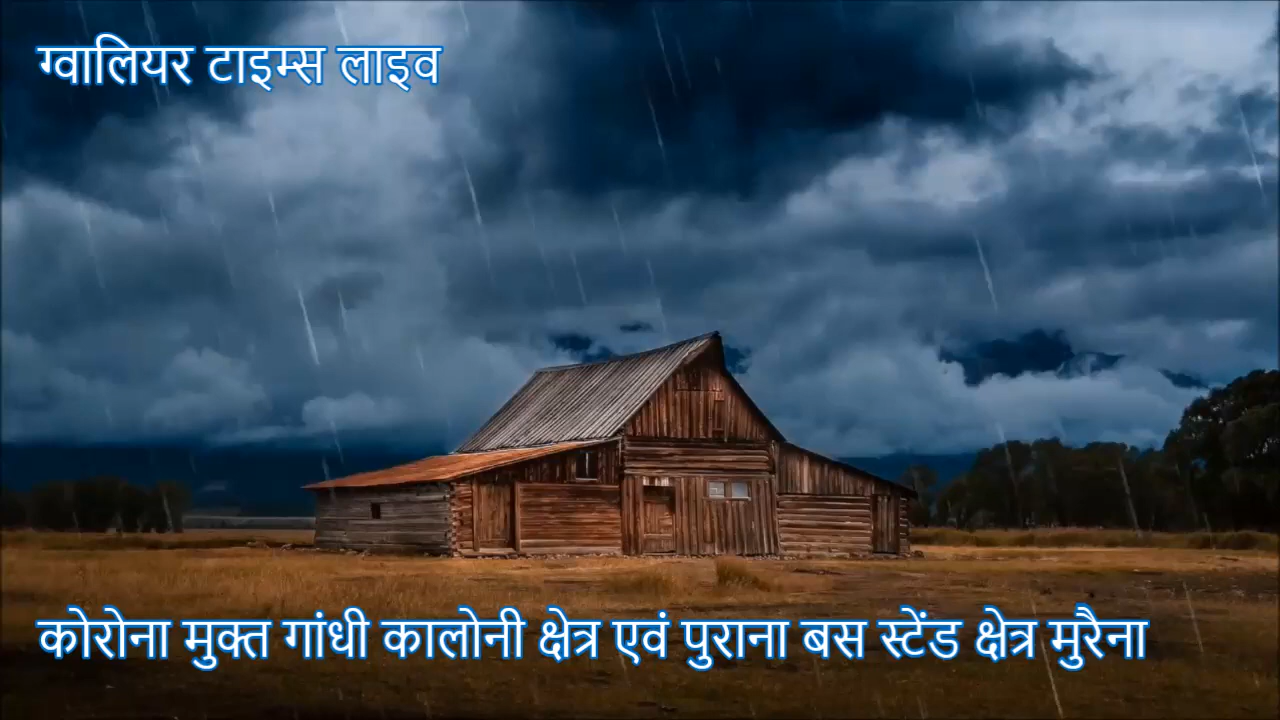 ग्वालियर टाइम्स लाइव
कोरोना मुक्त गांधी कालोनी क्षेत्र एवं पुराना बस स्टेंड क्षेत्र मुरैना